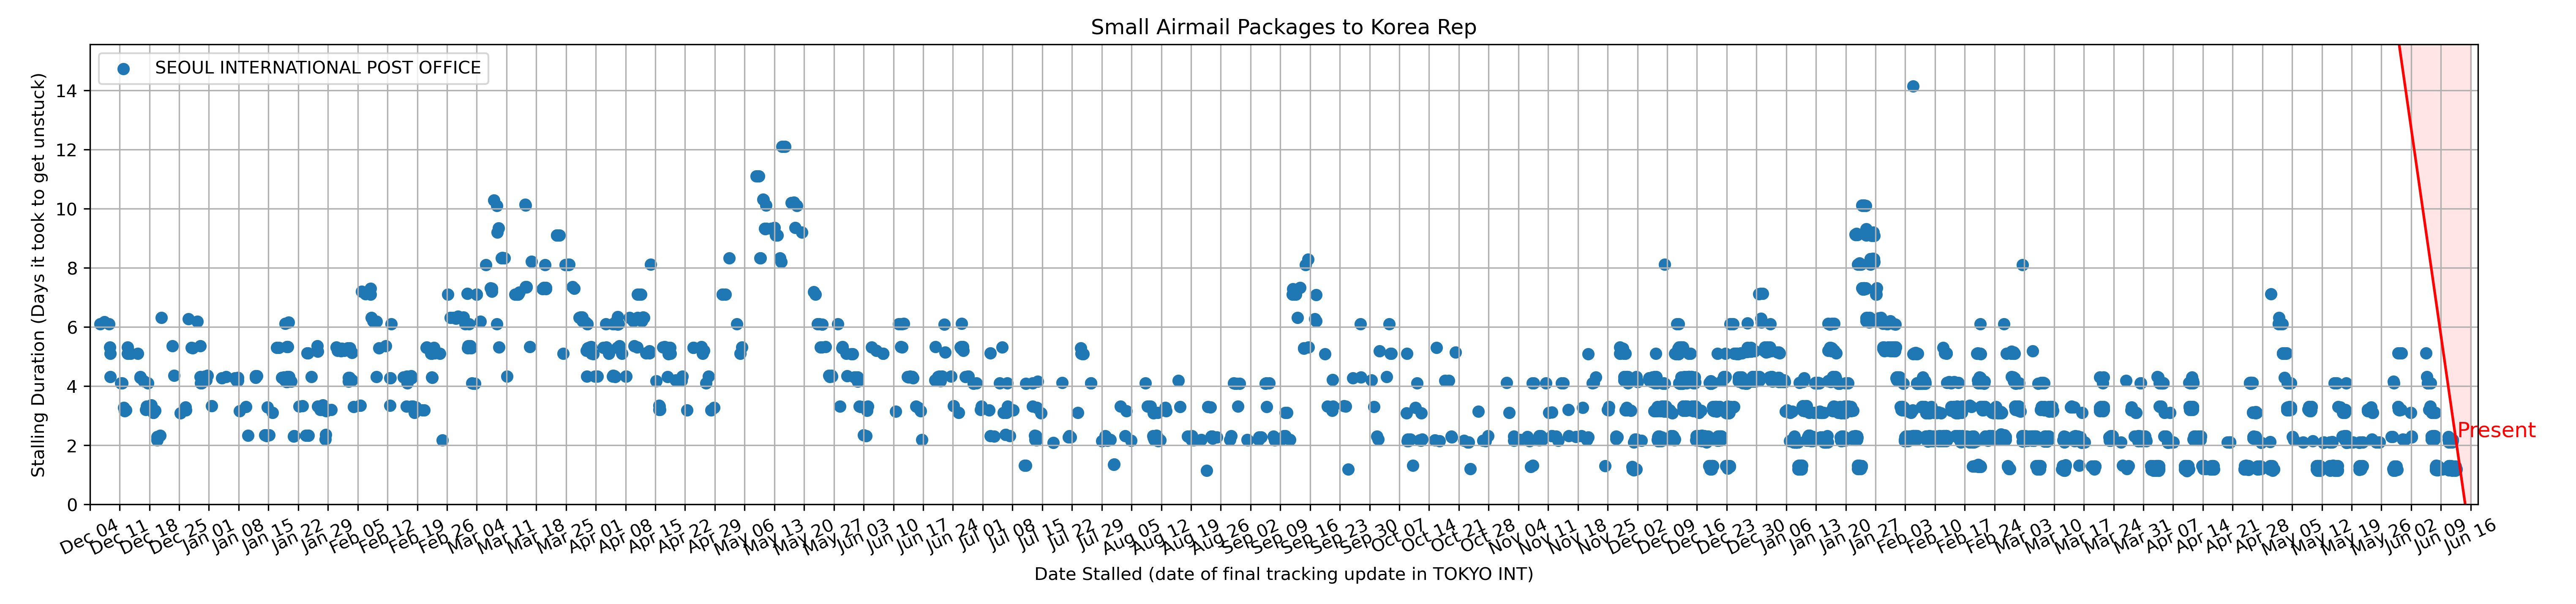 Small Airmail Packages to Korea Rep
SEOUL INTERNATIONAL POST OFFICE
Stalling Duration (Days it took to get unstuck)
14
12
10
8
6
4
2
0
Present
Dec 04
Dec 11
Dec 18
Dec 25
Jan 01
Jan 08
Jan 15
Jan 22
Jan 29
Feb 05
Feb 12
Feb 19
Feb 26
Mar 04
Mar 11
Mar 18
Mar 25
Apr 01
Apr 08
Apr 15
Apr 22
Apr 29
May 06
May 13
May 20
May 27
Jun 03
Jun 10
Jun 17
Jun 24
Jul 01
Jul 08
Jul 15
Jul 22
Jul 29
Aug 05
Aug 12
Aug 19
Aug 26
Sep 02
Sep 09
Sep 16
Sep 23
Sep 30
Oct 07
Oct 14
Oct 21
Oct 28
Nov 04
Nov 11
Nov 18
Nov 25
Dec 02
Dec 09
Dec 16
Dec 23
Dec 30
Jan 06
Jan 13
Jan 20
Jan 27
Feb 03
Feb 10
Feb 17
Feb 24
Mar 03
Mar 10
Mar 17
Mar 24
Mar 31
Apr 07
Apr 14
Apr 21
Apr 28
May 05
May 12
May 19
May 26
Jun 02
Jun 09
Jun 16
Date Stalled (date of final tracking update in TOKYO INT)